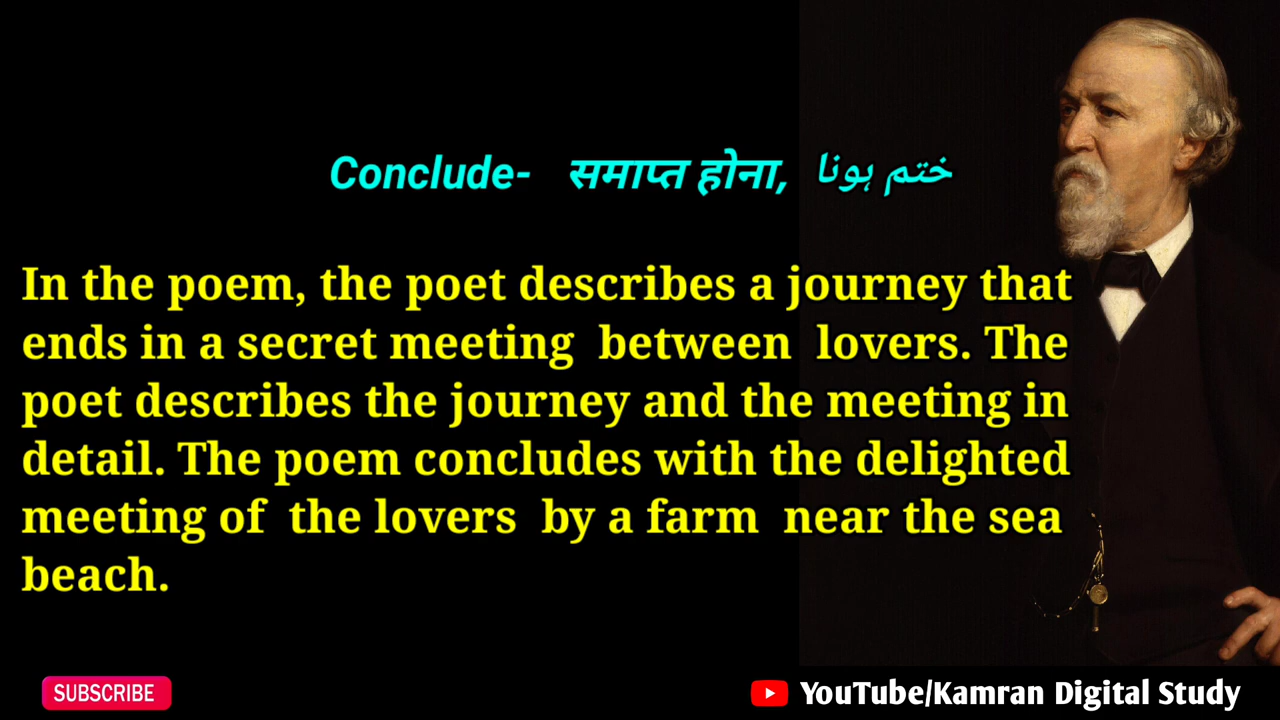 Conclude- समाप्त होना, ختم ہونا
In the poem, the poet describes a journey that
ends in a secret meeting between lovers. The
poet describes the journey and the meeting in
detail. The poem concludes with the delighted
meeting of the lovers by a farm near the sea
beach.
SUBSCRIBE
YouTube/Kamran Digital Study